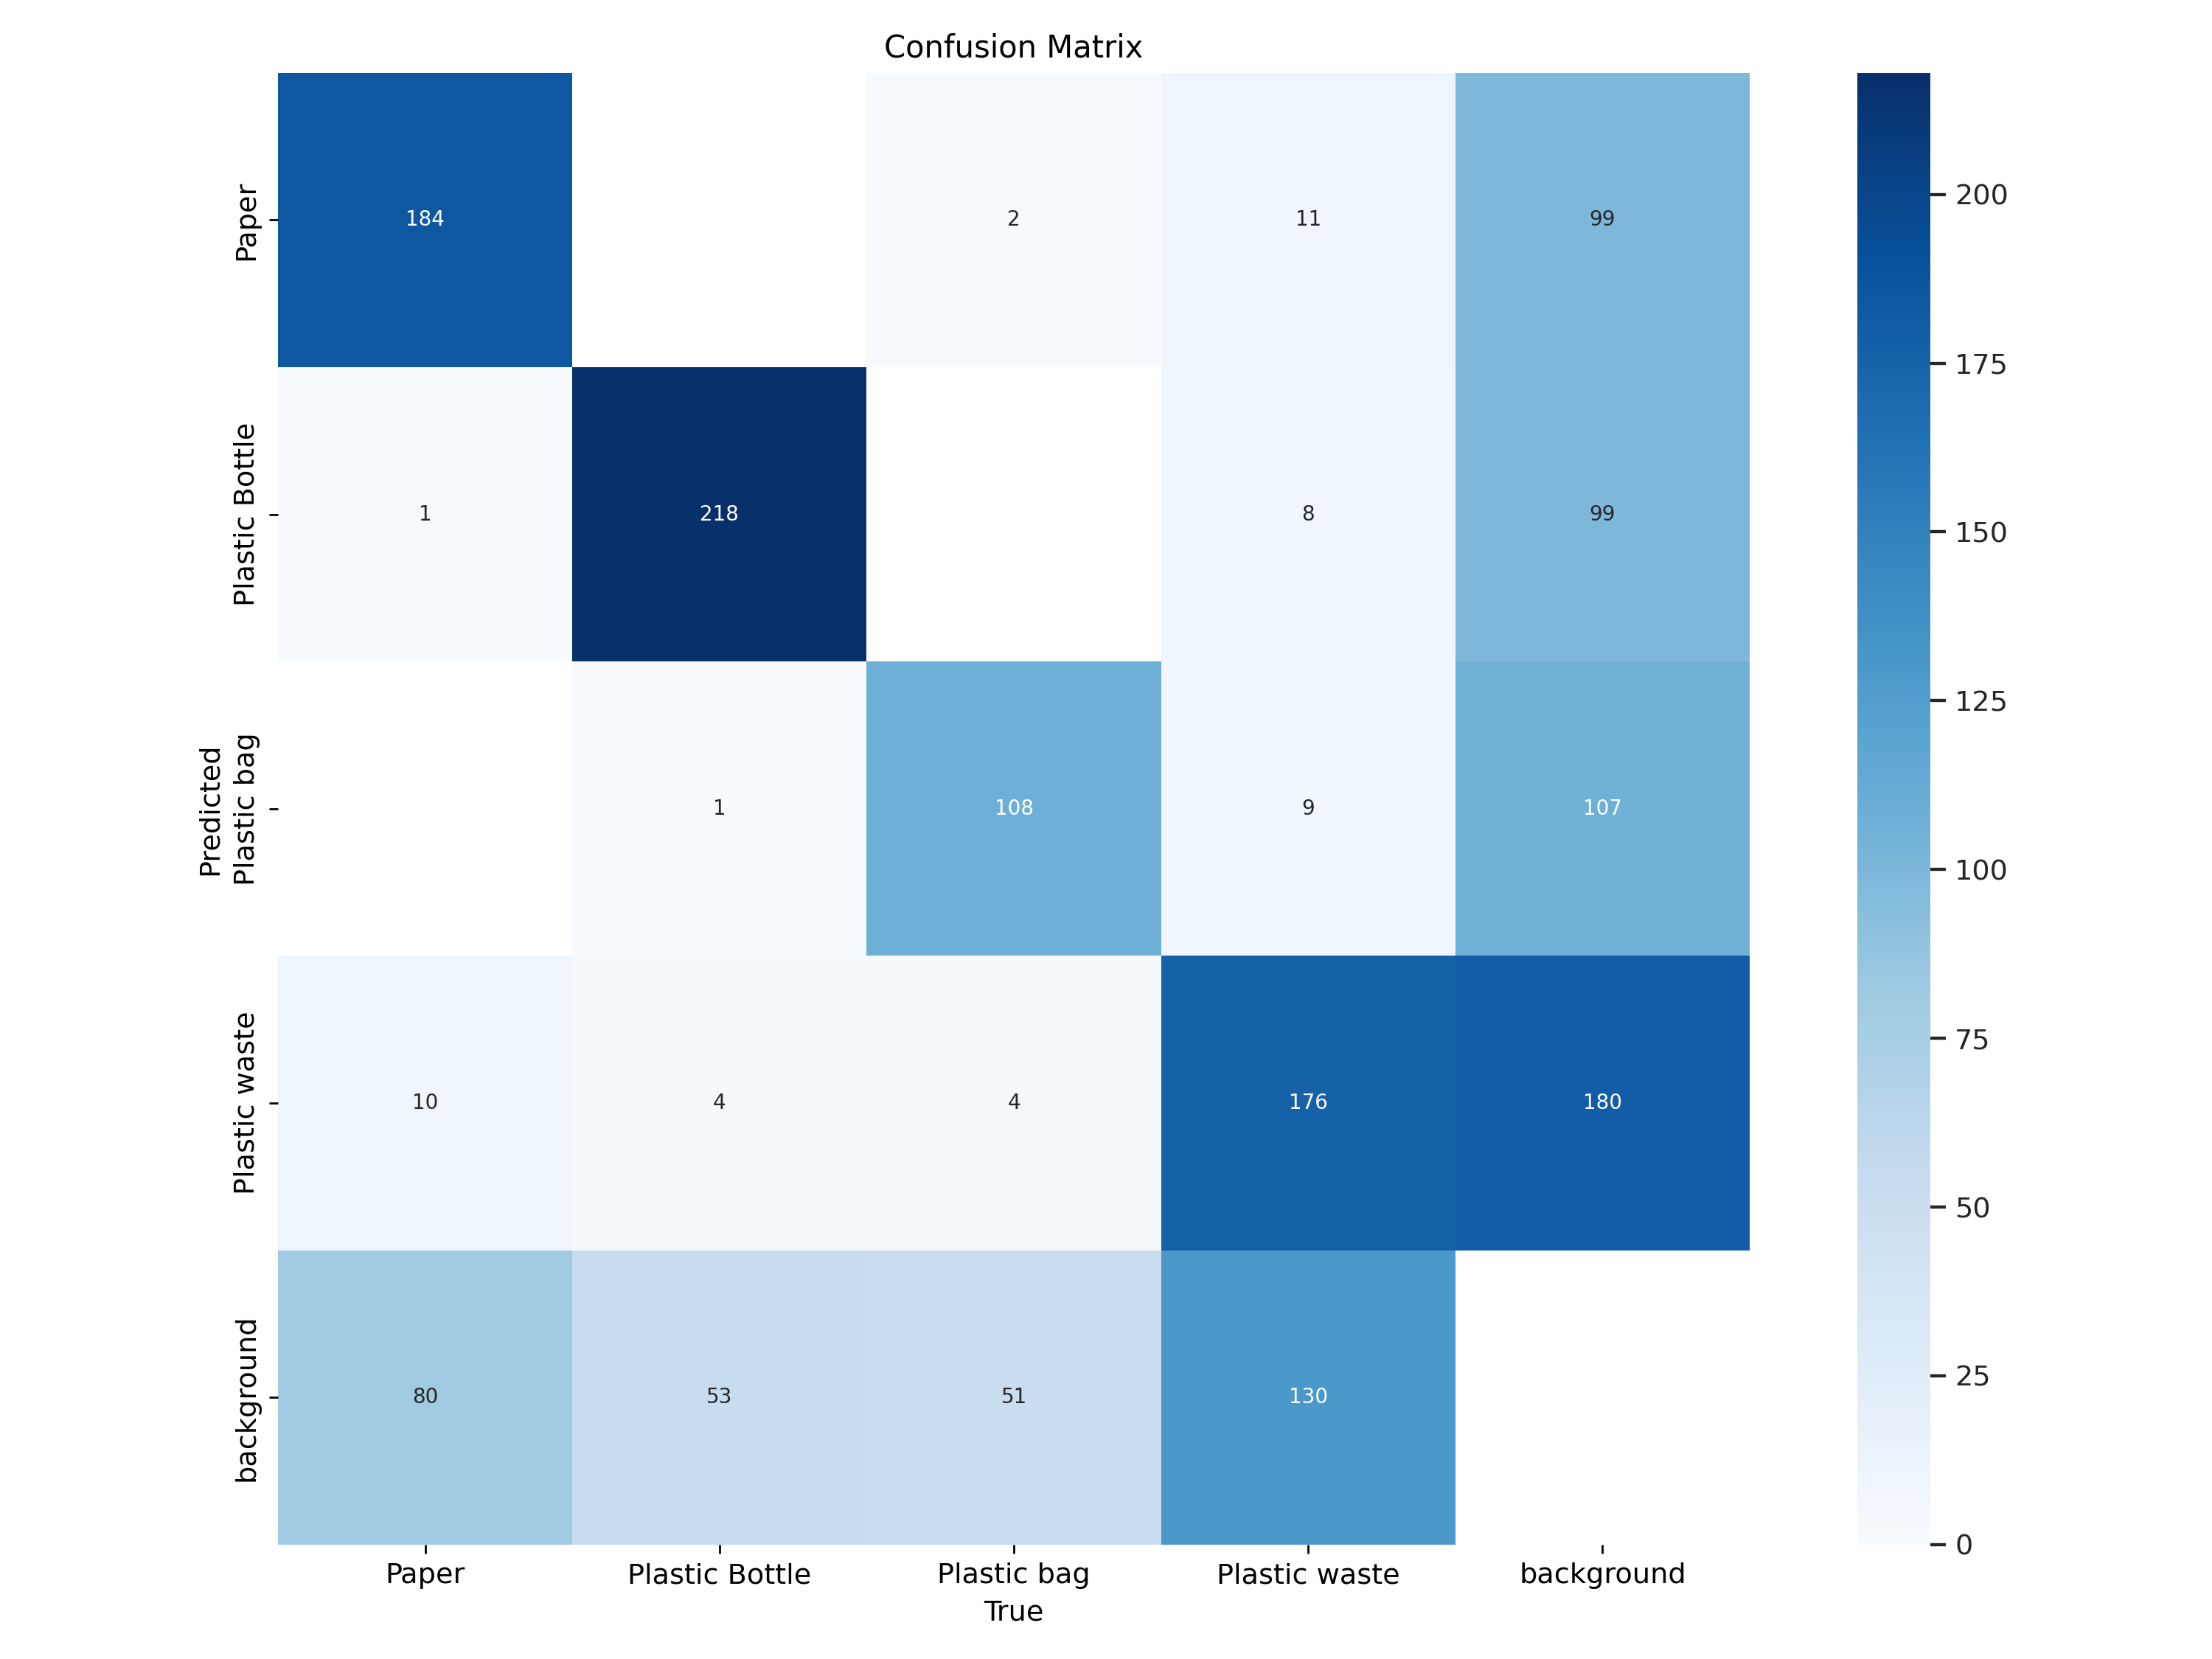 Confusion Matrix
Paper
184
2
11
99
Plastic Bottle
1
218
8
99
Predicted
Plastic bag
1
108
9
107
Plastic waste
10
4
4
176
180
background
80
53
51
130
Paper
Plastic Bottle
Plastic bag
Plastic waste
background
True
200
175
150
125
100
75
50
25
0